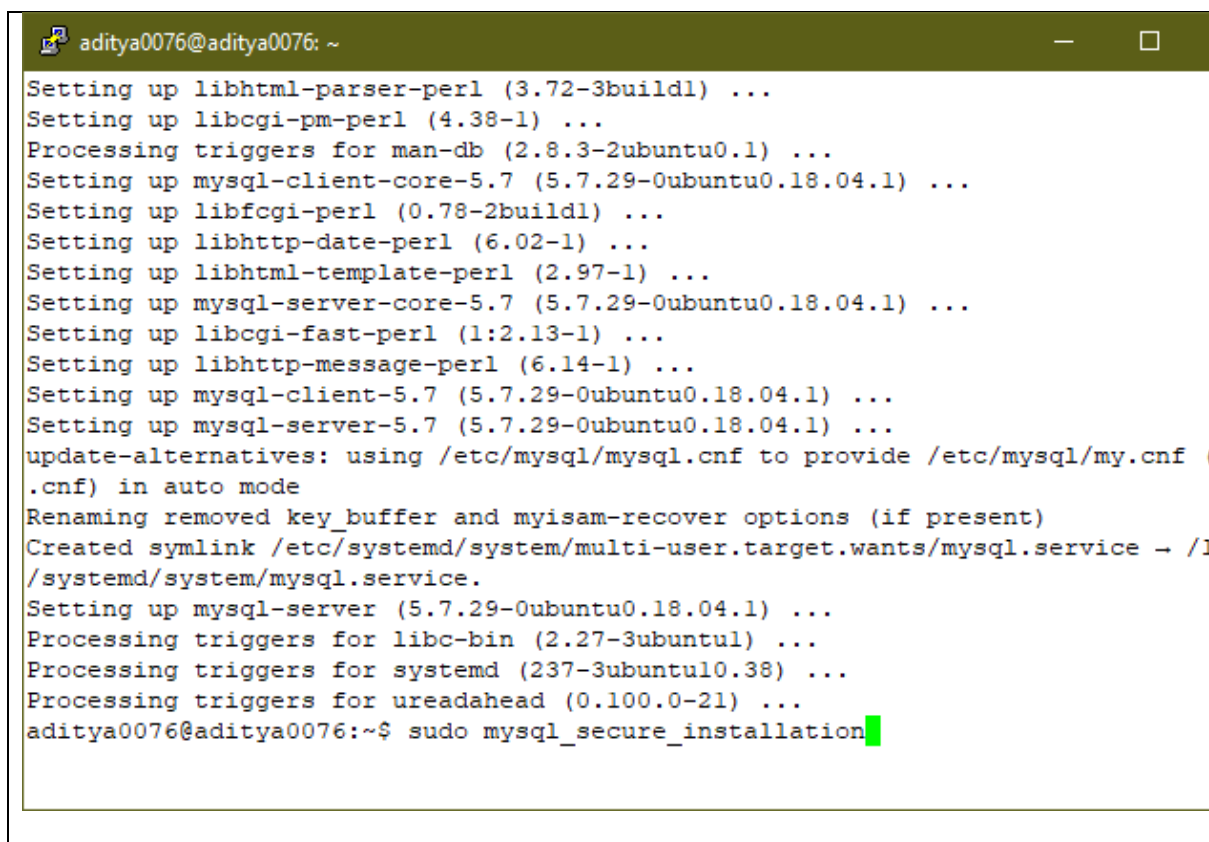 aditya0076@aditya0076: ~
Setting up libhtml-parser-perl (3.72-3build1) ...
Setting up libcgi-pm-perl (4.38-1) ...
Processing triggers for man-db (2.8.3-2ubuntu0.1) ...
Setting up mysql-client-core-5.7 (5.7.29-0ubuntu0.18.04.1) ...
Setting up libfcgi-perl (0.78-2build1) ...
Setting up libhttp-date-perl (6.02-1) ...
Setting up libhtml-template-perl (2.97-1) ...
Setting up mysql-server-core-5.7 (5.7.29-0ubuntu0.18.04.1) ...
Setting up libcgi-fast-perl (1:2.13-1) ...
Setting up libhttp-message-perl (6.14-1) ...
Setting up mysql-client-5.7 (5.7.29-0ubuntu0.18.04.1) ...
Setting up mysql-server-5.7 (5.7.29-0ubuntu0.18.04.1) ...
update-alternatives: using /etc/mysql/mysql.cnf to provide /etc/mysql/my.cnf (
.cnf) in auto mode
Renaming removed key_buffer and myisam-recover options (if present)
Created symlink /etc/systemd/system/multi-user.target.wants/mysql.service → /l
/systemd/system/mysql.service.
Setting up mysql-server (5.7.29-0ubuntu0.18.04.1) ...
Processing triggers for libc-bin (2.27-3ubuntu1) ...
Processing triggers for systemd (237-3ubuntu10.38) ...
Processing triggers for ureadahead (0.100.0-21) ...
aditya0076@aditya0076:~$ sudo mysql_secure_installation